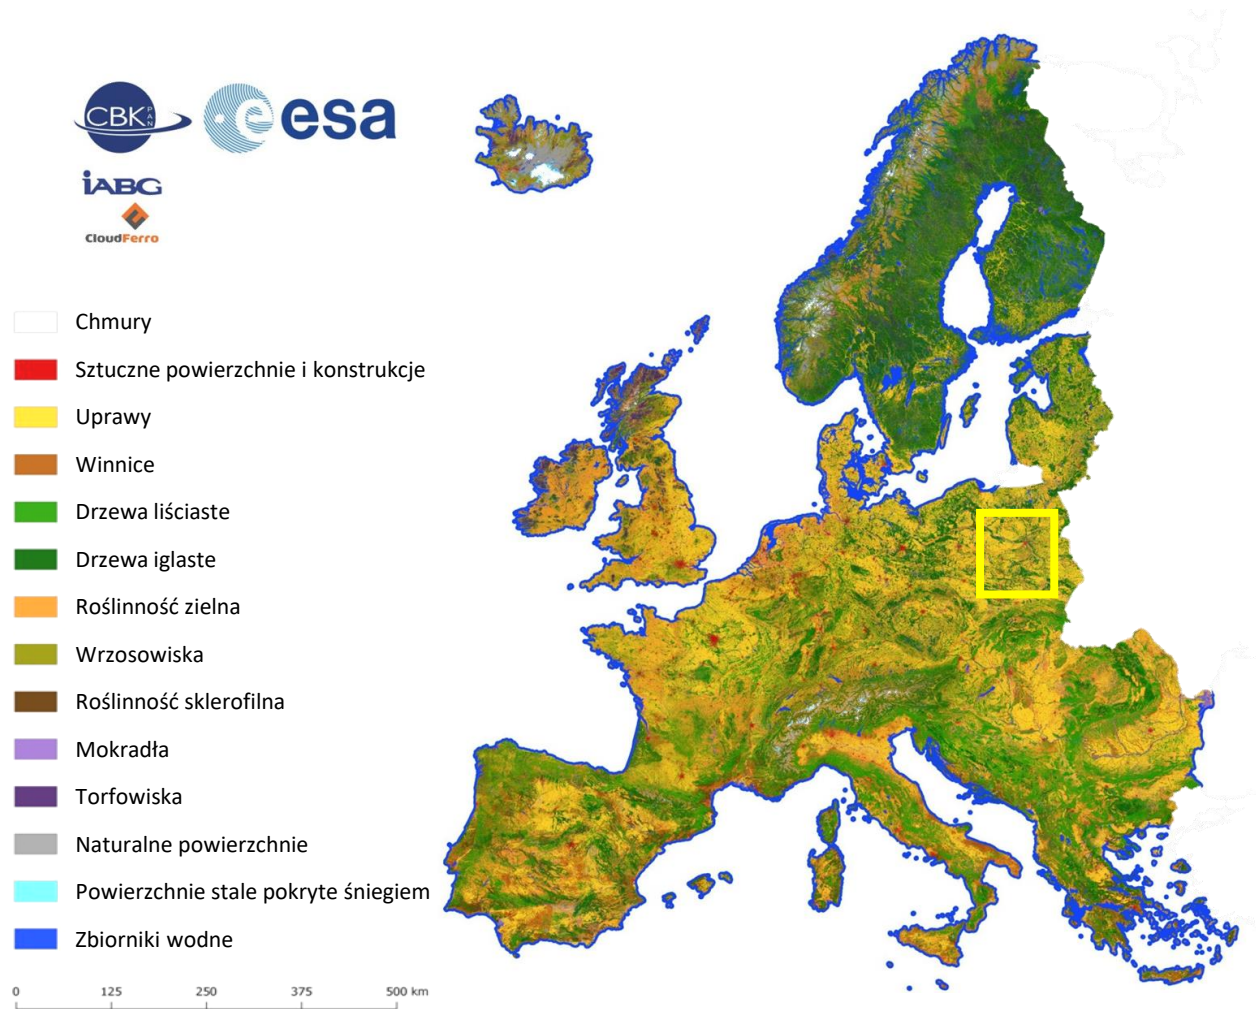 CBK PAN
esa
iABG
CloudFerro
Chmury
Sztuczne powierzchnie i konstrukcje
Uprawy
Winnice
Drzewa liściaste
Drzewa iglaste
Roślinność zielna
Wrzosowiska
Roślinność sklerofilna
Mokradła
Torfowiska
Naturalne powierzchnie
Powierzchnie stale pokryte śniegiem
Zbiorniki wodne
0 125 250 375 500 km